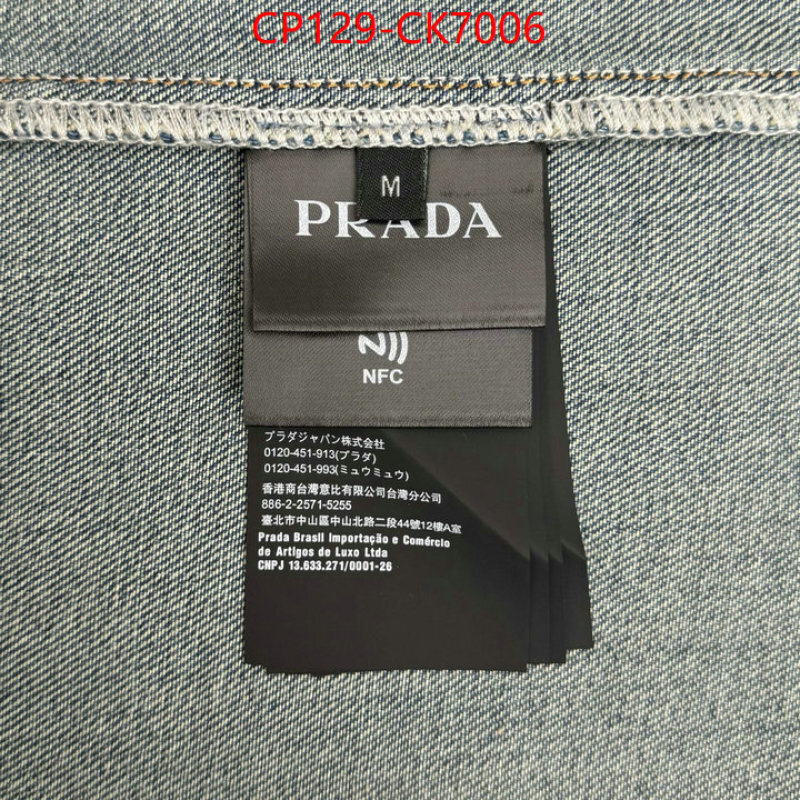 CP129-CK7006
M
PRADA
NFC
プラダジャパン株式会社
0120-451-913(プラダ)
0120-451-993(ミュウミュウ)
香港商台灣意比有限公司台灣分公司
886-2-2571-5255
臺北市中山區中山北路二段44號12樓A室
Prada Brasil Importação e Comércio
de Artigos de Luxo Ltda
CNPJ 13.633.271/0001-26